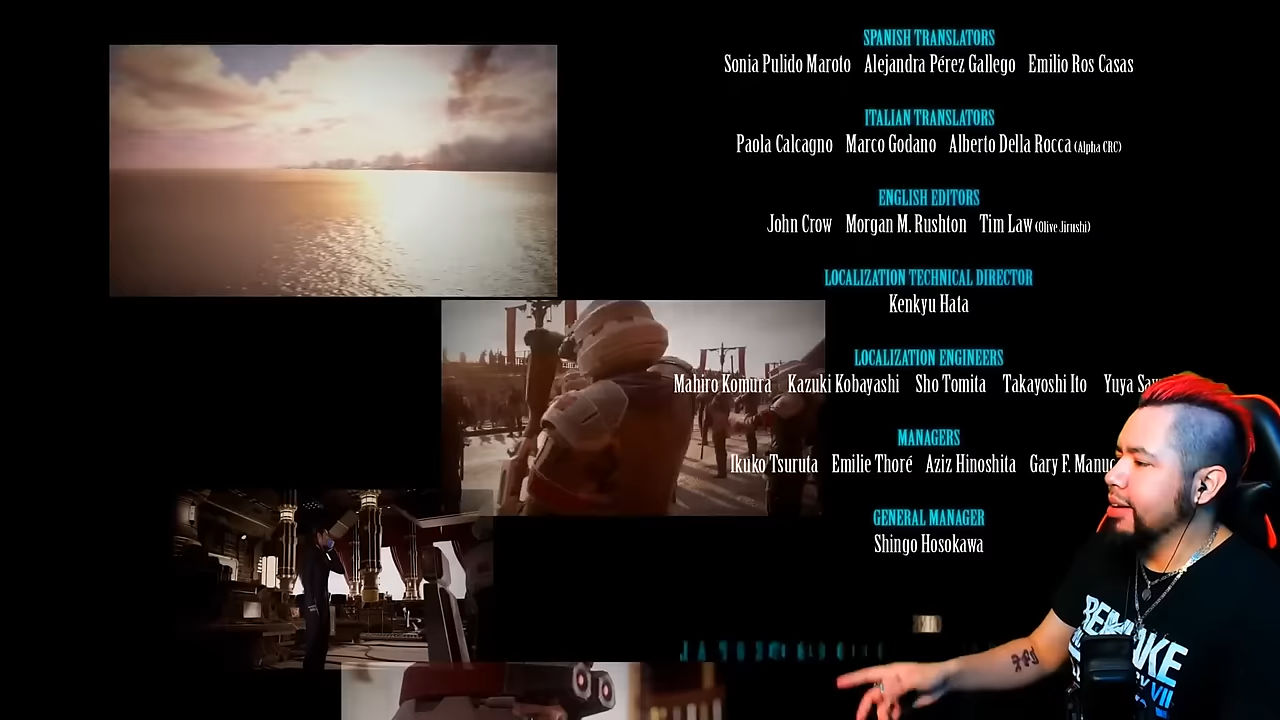 SPANISH TRANSLATORS
Sonia Pulido Maroto Alejandra Pérez Gallego Emilio Ros Casas
ITALIAN TRANSLATORS
Paola Calcagno Marco Godano Alberto Della Rocca (Alpha CRC)
ENGLISH EDITORS
John Crow Morgan M. Rushton Tim Law (Olive Jirushi)
LOCALIZATION TECHNICAL DIRECTOR
Kenkyu Hata
LOCALIZATION ENGINEERS
Mahiro Komura Kazuki Kobayashi Sho Tomita Takayoshi Ito Yuya
MANAGERS
Ikuko Tsuruta Emilie Thoré Aziz Hinoshita Gary F.
GENERAL MANAGER
Shingo Hosokawa
REMAKE
VII